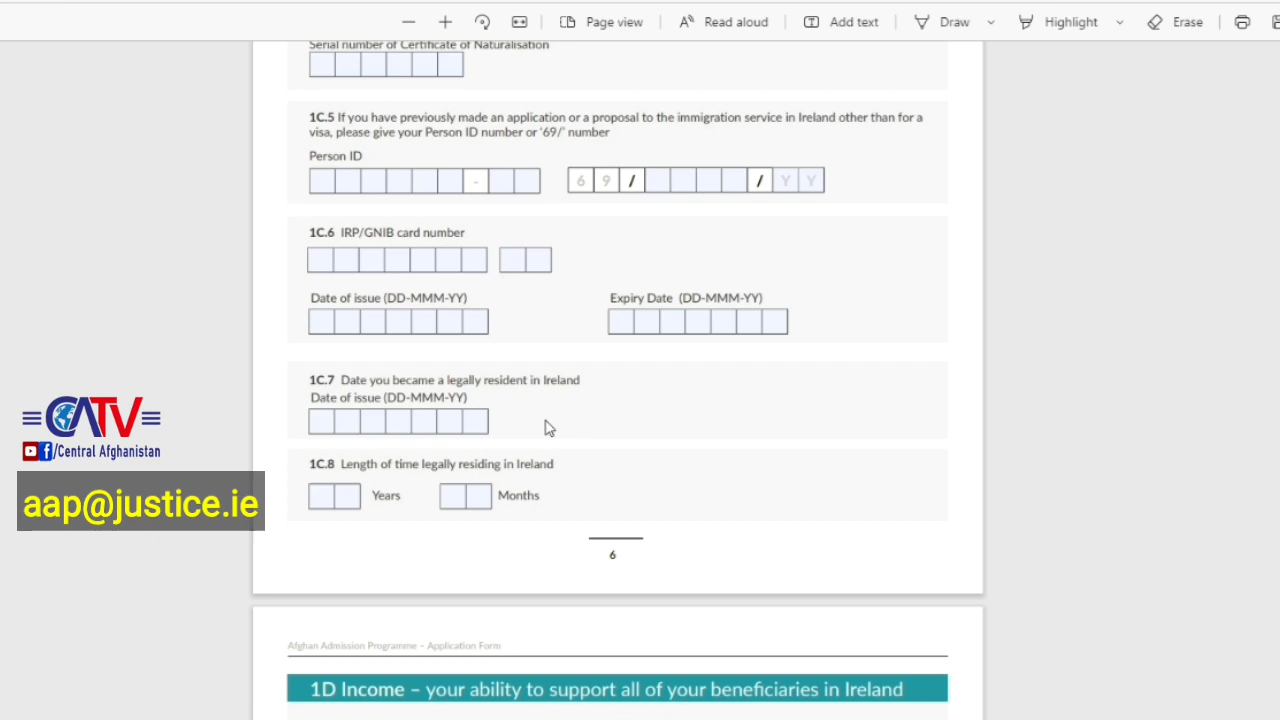 Page view
Read aloud
Add text
Draw
Highlight
Erase
Serial number of Certificate of Naturalisation
1C.5 If you have previously made an application or a proposal to the immigration service in Ireland other than for a
visa, please give your Person ID number or '69/' number
Person ID
-
6 9 / / Y Y
1C.6 IRP/GNIB card number
Date of issue (DD-MMM-YY)
Expiry Date (DD-MMM-YY)
1C.7 Date you became a legally resident in Ireland
Date of issue (DD-MMM-YY)
1C.8 Length of time legally residing in Ireland
Years
Months
6
CATV
/Central Afghanistan
aap@justice.ie
Afghan Admission Programme – Application Form
1D Income – your ability to support all of your beneficiaries in Ireland